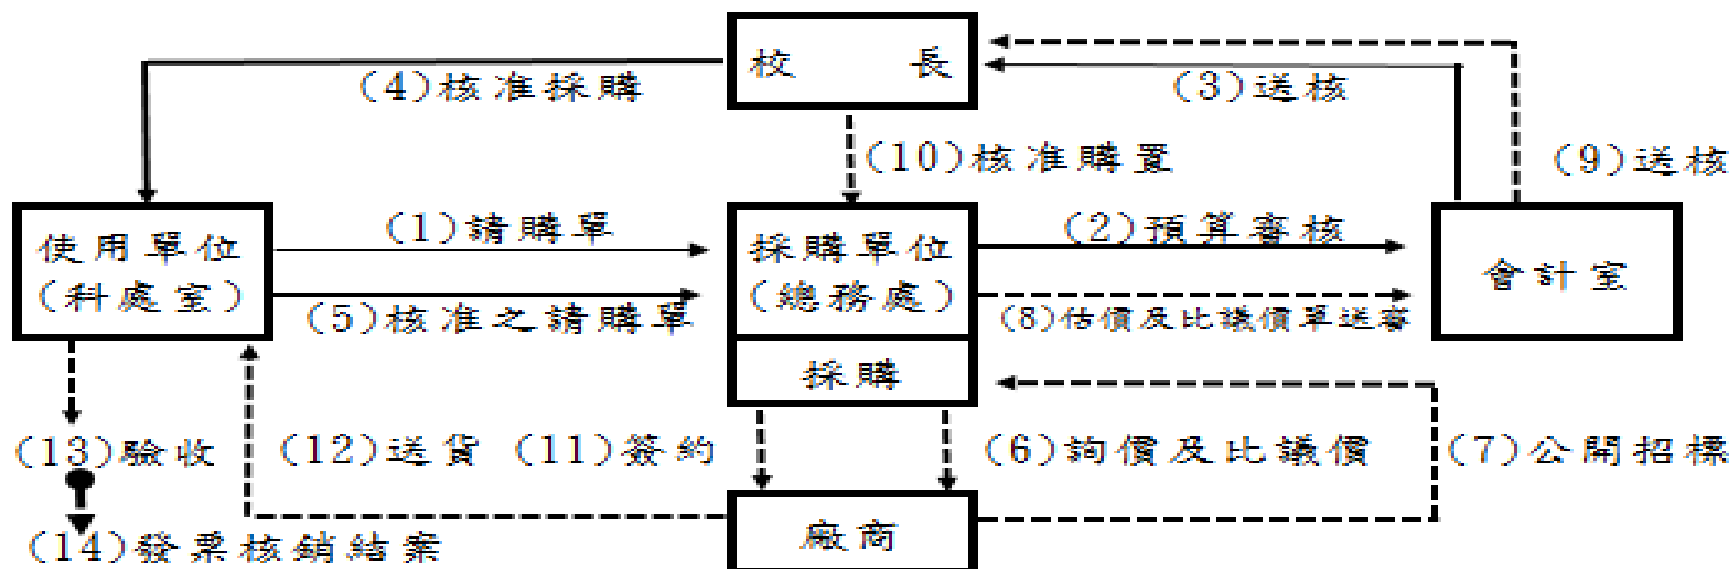 校 長
(4)核准採購
(3)送核
(10)核准購置
(9)送核
使用單位
(科處室)
(1)請購單
採購單位
(總務處)
(2)預算審核
會計室
(5)核准之請購單
(8)估價及比議價單送審
採購
(13)驗收
(12)送貨
(11)簽約
(6)詢價及比議價
(7)公開招標
廠商
(14)發票核銷結案